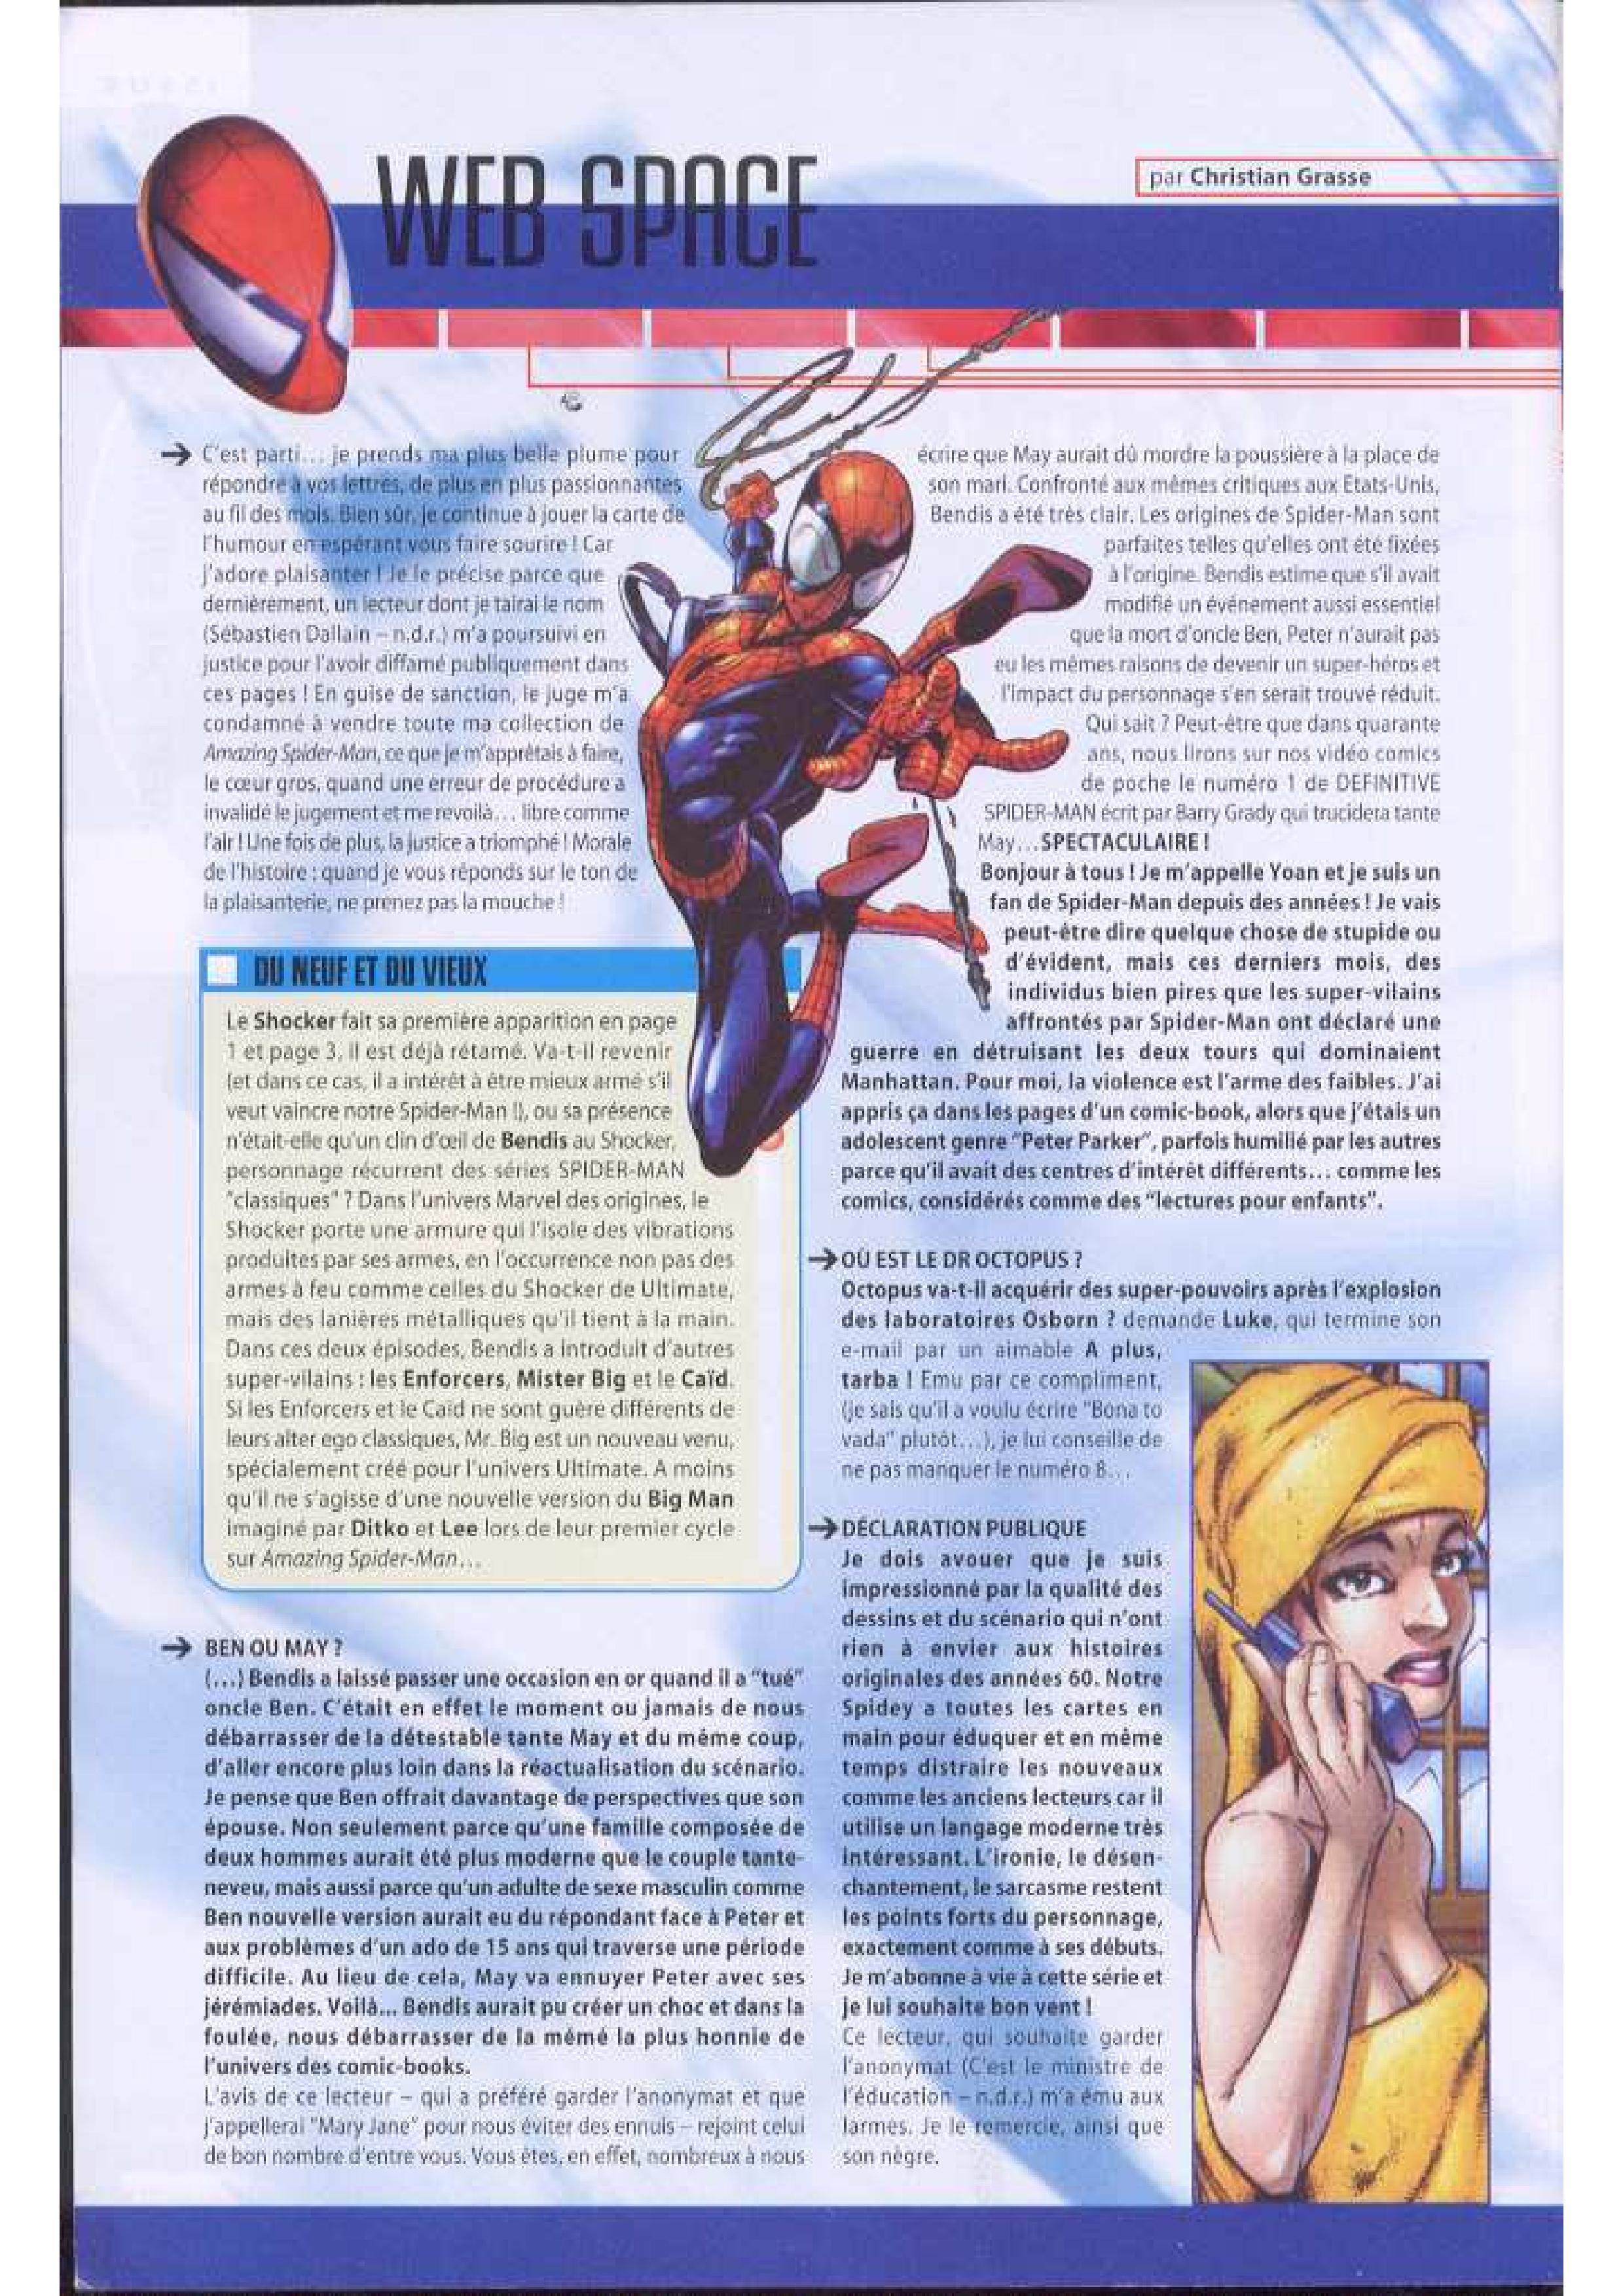 WEB SPACE
par Christian Grasse
C'est parti... je prends ma plus belle plume pour
répondre à vos lettres, de plus en plus passionnantes
au fil des mois. Bien sûr, je continue à jouer la carte de
l'humour en espérant vous faire sourire ! Car
j'adore plaisanter ! Je le précise parce que
dernièrement, un lecteur dont je tairai le nom
(Sébastien Dallain – n.d.r.) m'a poursuivi en
justice pour l'avoir diffamé publiquement dans
ces pages ! En guise de sanction, le juge m'a
condamné à vendre toute ma collection de
Amazing Spider-Man, ce que je m'apprêtais à faire,
le cœur gros, quand une erreur de procédure a
invalidé le jugement et me revoilà... libre comme
l'air ! Une fois de plus, la justice a triomphé ! Morale
de l'histoire : quand je vous réponds sur le ton de
la plaisanterie, ne prenez pas la mouche !
DU NEUF ET DU VIEUX
Le Shocker fait sa première apparition en page
1 et page 3, il est déjà rétamé. Va-t-il revenir
(et dans ce cas, il a intérêt à être mieux armé s'il
veut vaincre notre Spider-Man !), ou sa présence
n'était-elle qu'un clin d'œil de Bendis au Shocker,
personnage récurrent des séries SPIDER-MAN
"classiques" ? Dans l'univers Marvel des origines, le
Shocker porte une armure qui l'isole des vibrations
produites par ses armes, en l'occurrence non pas des
armes à feu comme celles du Shocker de Ultimate,
mais des lanières métalliques qu'il tient à la main.
Dans ces deux épisodes, Bendis a introduit d'autres
super-vilains : les Enforcers, Mister Big et le Caïd.
Si les Enforcers et le Caïd ne sont guère différents de
leurs alter ego classiques, Mr. Big est un nouveau venu,
spécialement créé pour l'univers Ultimate. A moins
qu'il ne s'agisse d'une nouvelle version du Big Man
imaginé par Ditko et Lee lors de leur premier cycle
sur Amazing Spider-Man...
BEN OU MAY ?
(...) Bendis a laissé passer une occasion en or quand il a "tué"
oncle Ben. C'était en effet le moment ou jamais de nous
débarrasser de la détestable tante May et du même coup,
d'aller encore plus loin dans la réactualisation du scénario.
Je pense que Ben offrait davantage de perspectives que son
épouse. Non seulement parce qu'une famille composée de
deux hommes aurait été plus moderne que le couple tante-
neveu, mais aussi parce qu'un adulte de sexe masculin comme
Ben nouvelle version aurait eu du répondant face à Peter et
aux problèmes d'un ado de 15 ans qui traverse une période
difficile. Au lieu de cela, May va ennuyer Peter avec ses
jérémiades. Voilà... Bendis aurait pu créer un choc et dans la
foulée, nous débarrasser de la mémé la plus honnie de
l'univers des comic-books.
L'avis de ce lecteur – qui a préféré garder l'anonymat et que
j'appellerai "Mary Jane" pour nous éviter des ennuis – rejoint celui
de bon nombre d'entre vous. Vous êtes, en effet, nombreux à nous
écrire que May aurait dû mordre la poussière à la place de
son mari. Confronté aux mêmes critiques aux Etats-Unis,
Bendis a été très clair. Les origines de Spider-Man sont
parfaites telles qu'elles ont été fixées
à l'origine. Bendis estime que s'il avait
modifié un événement aussi essentiel
que la mort d'oncle Ben, Peter n'aurait pas
eu les mêmes raisons de devenir un super-héros et
l'impact du personnage s'en serait trouvé réduit.
Qui sait ? Peut-être que dans quarante
ans, nous lirons sur nos vidéo comics
de poche le numéro 1 de DEFINITIVE
SPIDER-MAN écrit par Barry Grady qui trucidera tante
May... SPECTACULAIRE !
Bonjour à tous ! Je m'appelle Yoan et je suis un
fan de Spider-Man depuis des années ! Je vais
peut-être dire quelque chose de stupide ou
d'évident, mais ces derniers mois, des
individus bien pires que les super-vilains
affrontés par Spider-Man ont déclaré une
guerre en détruisant les deux tours qui dominaient
Manhattan. Pour moi, la violence est l'arme des faibles. J'ai
appris ça dans les pages d'un comic-book, alors que j'étais un
adolescent genre "Peter Parker", parfois humilié par les autres
parce qu'il avait des centres d'intérêt différents... comme les
comics, considérés comme des "lectures pour enfants".
OÙ EST LE DR OCTOPUS ?
Octopus va-t-il acquérir des super-pouvoirs après l'explosion
des laboratoires Osborn ? demande Luke, qui termine son
e-mail par un aimable A plus,
tarba ! Emu par ce compliment,
(je sais qu'il a voulu écrire "Bona to
vada" plutôt...), je lui conseille de
ne pas manquer le numéro 8...
DÉCLARATION PUBLIQUE
Je dois avouer que je suis
impressionné par la qualité des
dessins et du scénario qui n'ont
rien à envier aux histoires
originales des années 60. Notre
Spidey a toutes les cartes en
main pour éduquer et en même
temps distraire les nouveaux
comme les anciens lecteurs car il
utilise un langage moderne très
intéressant. L'ironie, le désen-
chantement, le sarcasme restent
les points forts du personnage,
exactement comme à ses débuts.
Je m'abonne à vie à cette série et
je lui souhaite bon vent !
Ce lecteur, qui souhaite garder
l'anonymat (C'est le ministre de
l'éducation – n.d.r.) m'a ému aux
larmes. Je le remercie, ainsi que
son nègre.